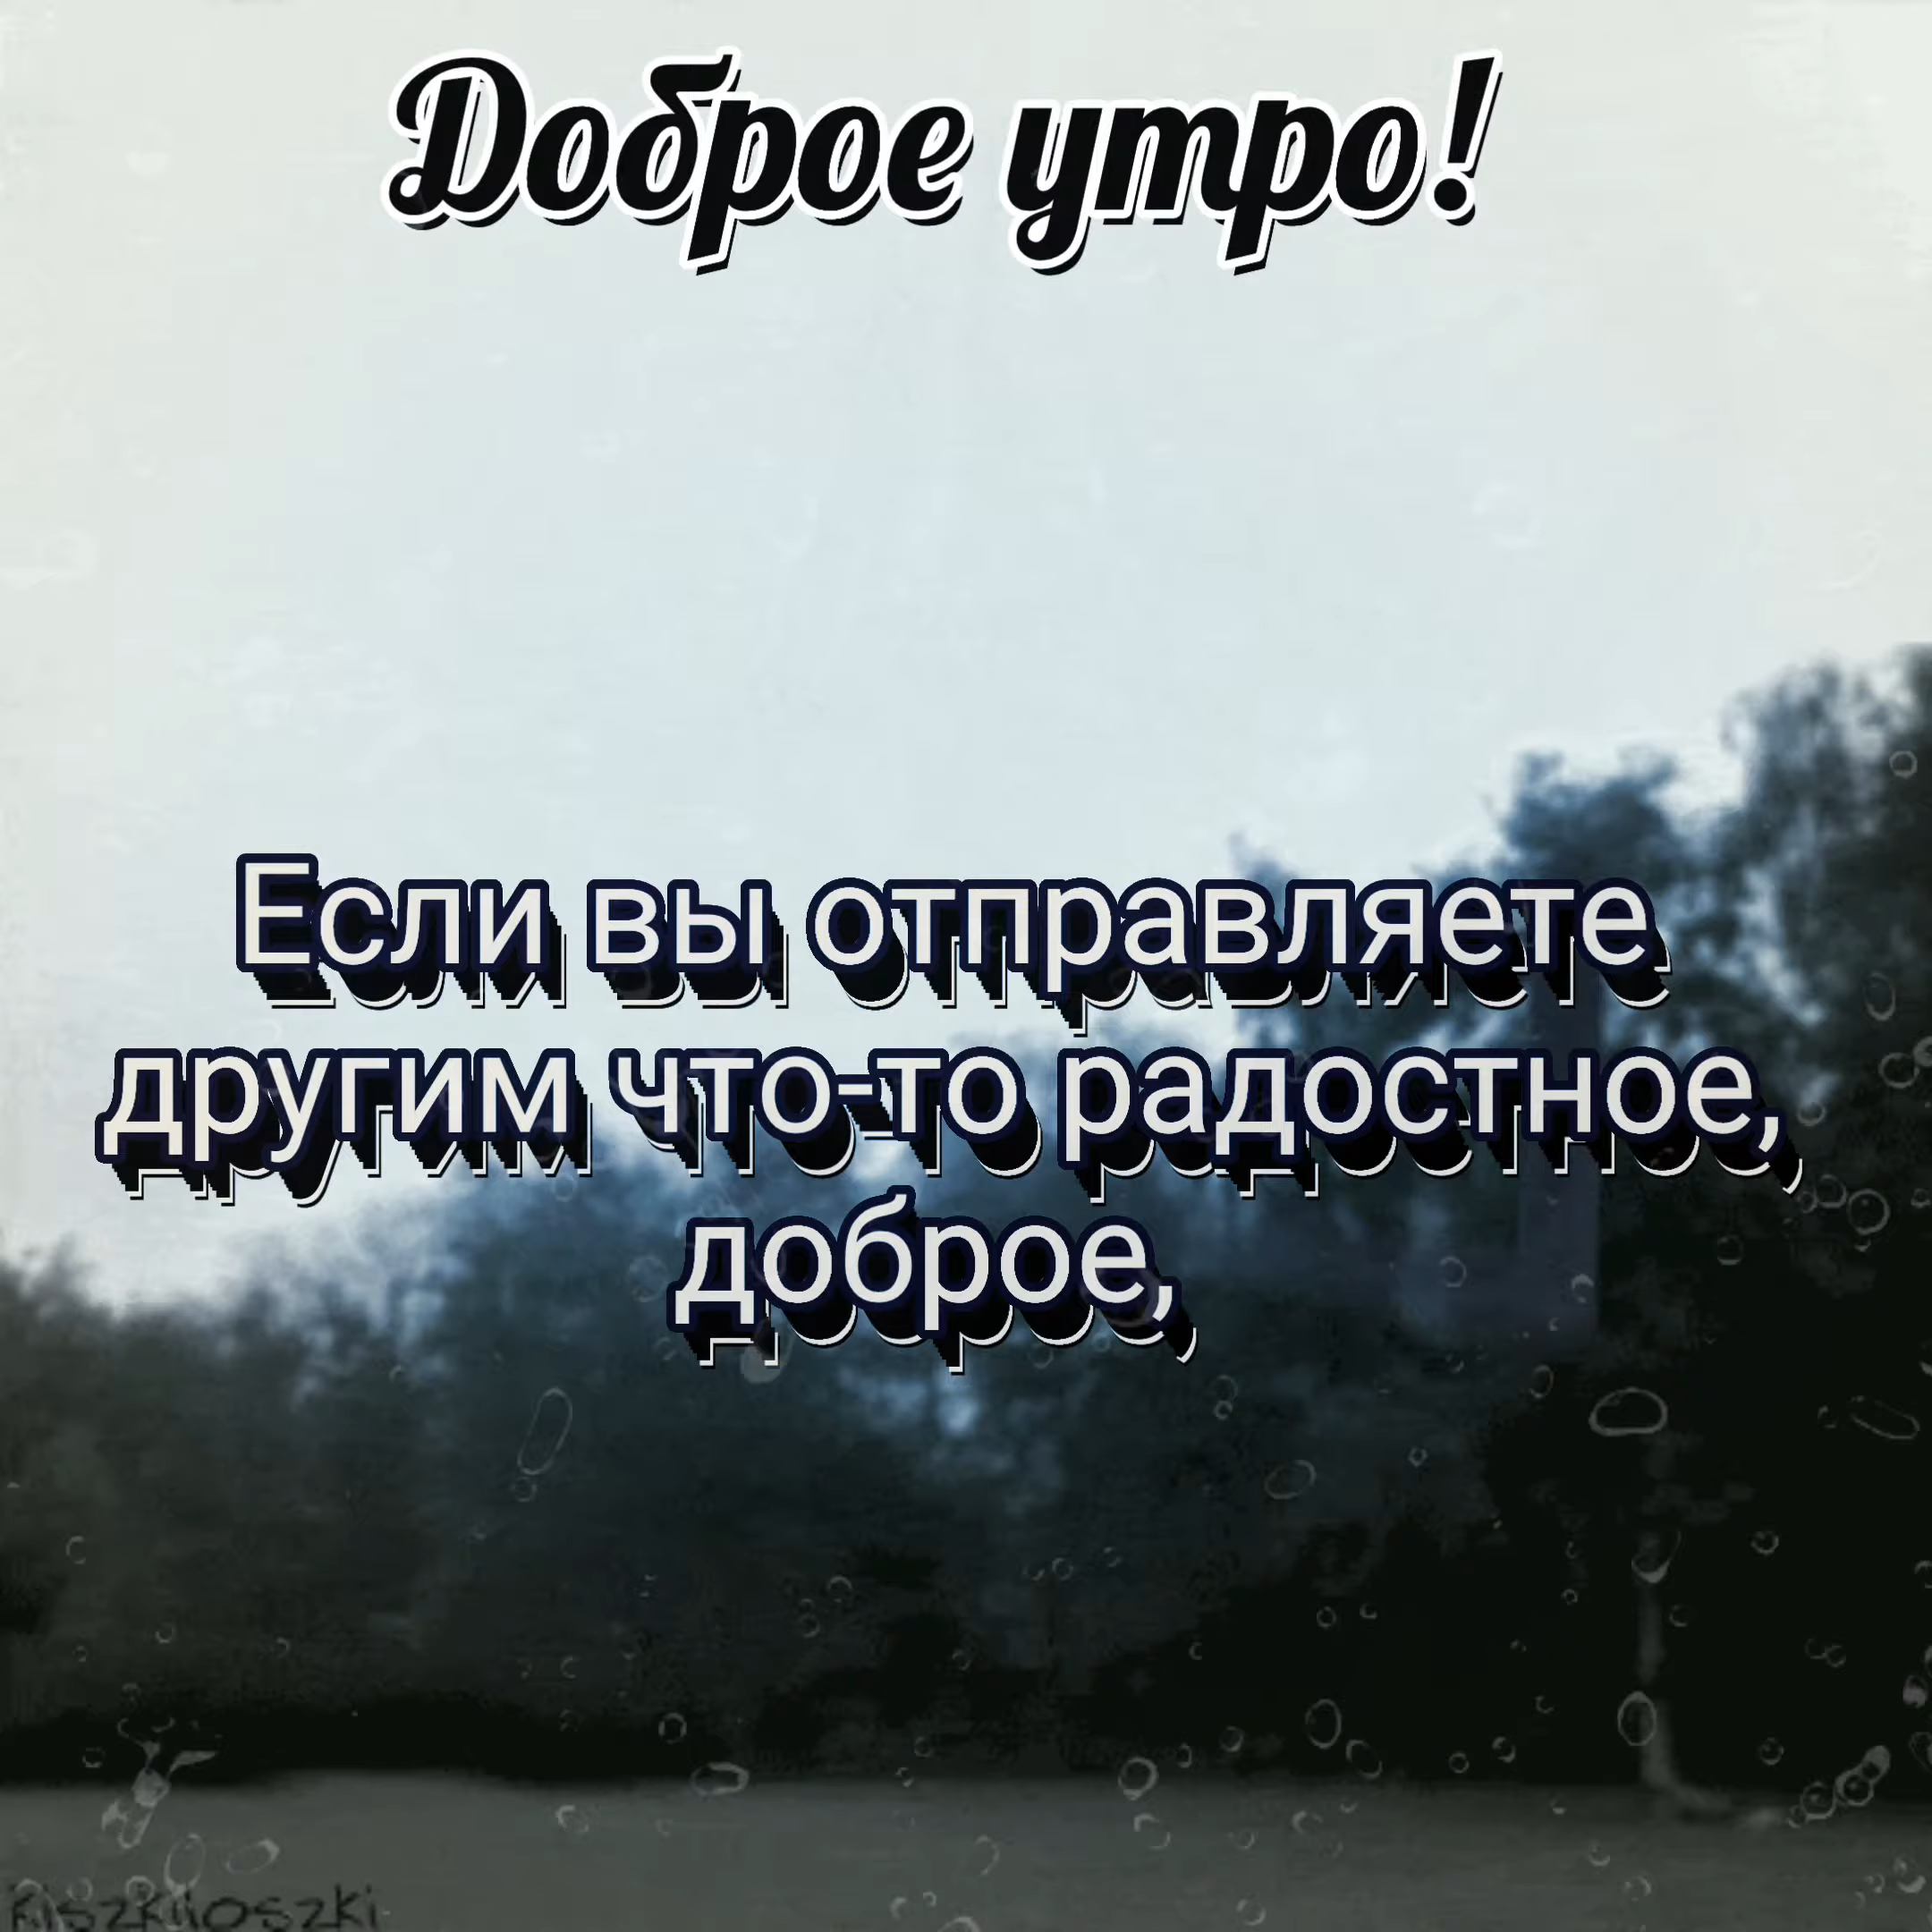 Доброе утро!
Если вы отправляете
другим что-то радостное,
доброе,